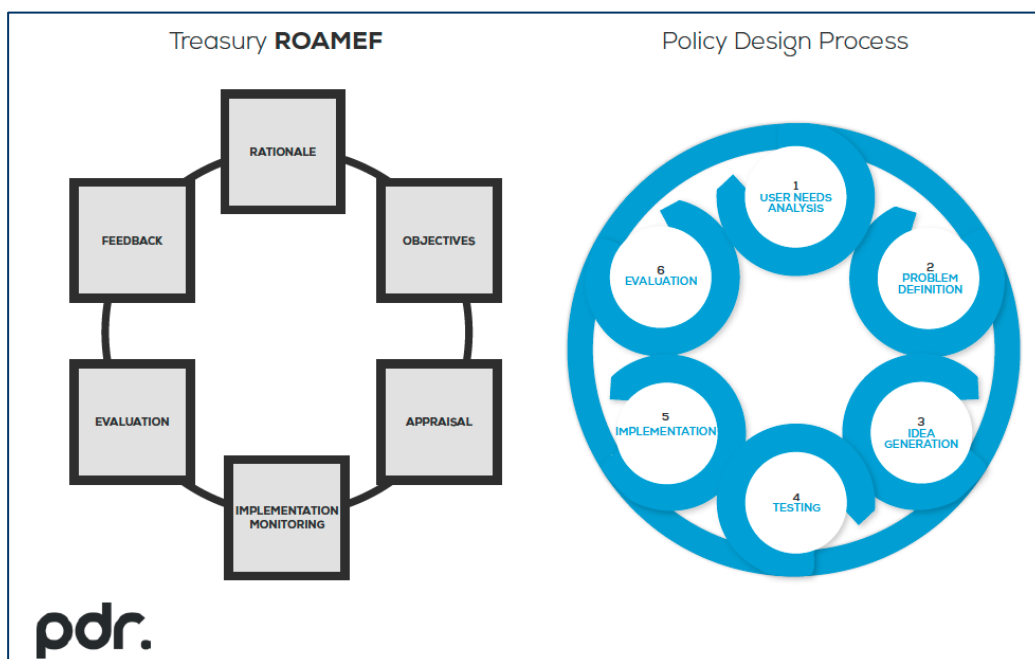 Treasury ROAMEF
RATIONALE
OBJECTIVES
APPRAISAL
IMPLEMENTATION
MONITORING
EVALUATION
FEEDBACK
Policy Design Process
1
USER NEEDS
ANALYSIS
2
PROBLEM
DEFINITION
3
IDEA
GENERATION
4
TESTING
5
IMPLEMENTATION
6
EVALUATION
pdr.